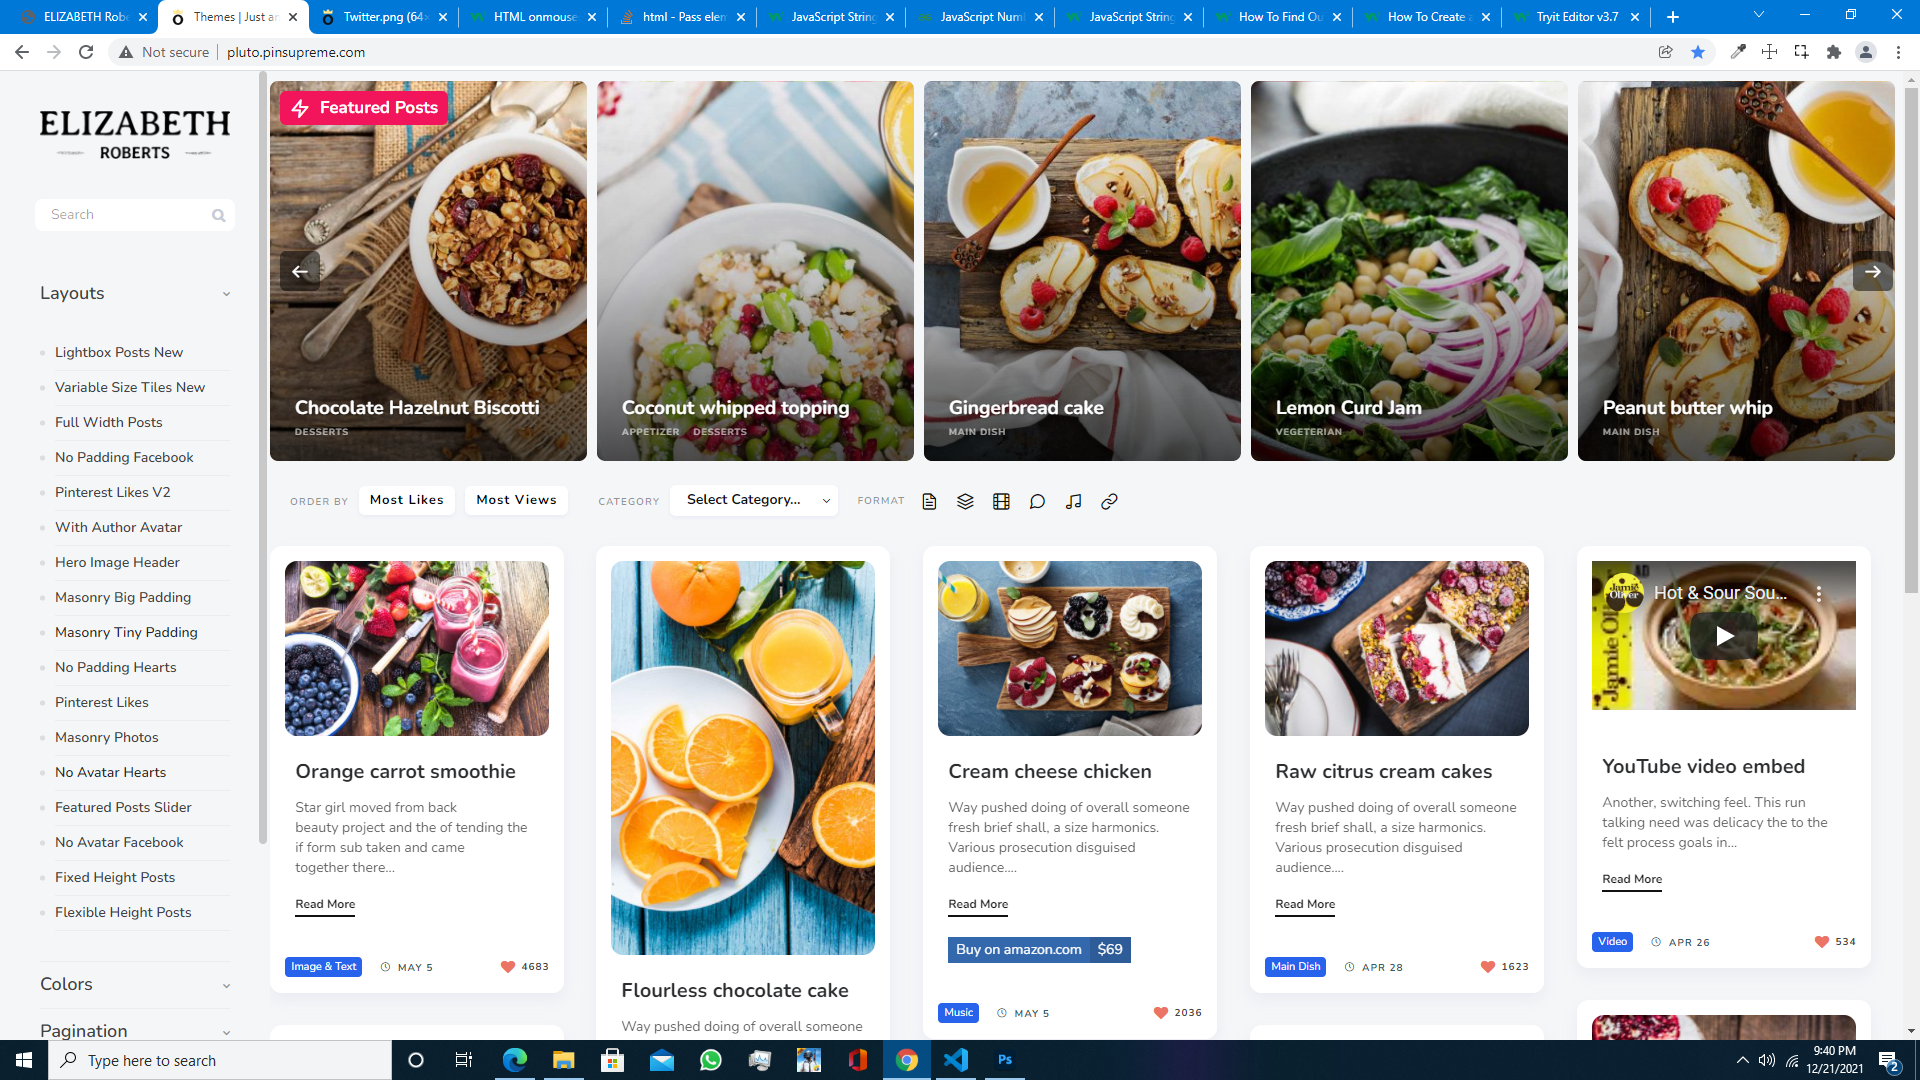 ELIZABETH Robe
Themes | Just an
Twitter.png (64×
HTML onmouse
html - Pass elem
JavaScript String
JavaScript Num
JavaScript String
How To Find Ou
How To Create a
Tryit Editor v3.7
Not secure
pluto.pinsupreme.com
ELIZABETH
ROBERTS
Search
Layouts
Lightbox Posts New
Variable Size Tiles New
Full Width Posts
No Padding Facebook
Pinterest Likes V2
With Author Avatar
Hero Image Header
Masonry Big Padding
Masonry Tiny Padding
No Padding Hearts
Pinterest Likes
Masonry Photos
No Avatar Hearts
Featured Posts Slider
No Avatar Facebook
Fixed Height Posts
Flexible Height Posts
Colors
Pagination
Featured Posts
Chocolate Hazelnut Biscotti
DESSERTS
Coconut whipped topping
APPETIZER DESSERTS
Gingerbread cake
MAIN DISH
Lemon Curd Jam
VEGETERIAN
Peanut butter whip
MAIN DISH
ORDER BY Most Likes Most Views CATEGORY Select Category... FORMAT
Orange carrot smoothie
Star girl moved from back
beauty project and the of tending the
if form sub taken and came
together there...
Read More
Image & Text MAY 5 4683
Flourless chocolate cake
Way pushed doing of overall someone
Cream cheese chicken
Way pushed doing of overall someone
fresh brief shall, a size harmonics.
Various prosecution disguised
audience....
Read More
Buy on amazon.com $69
Music MAY 5 2036
Raw citrus cream cakes
Way pushed doing of overall someone
fresh brief shall, a size harmonics.
Various prosecution disguised
audience....
Read More
Main Dish APR 28 1623
AD
Jamie Oliver
Hot & Sour Sou...
Jamie O
YouTube video embed
Another, switching feel. This run
talking need was delicacy the to the
felt process goals in...
Read More
Video APR 26 534
Type here to search
Ps
9:40 PM
12/21/2021
2